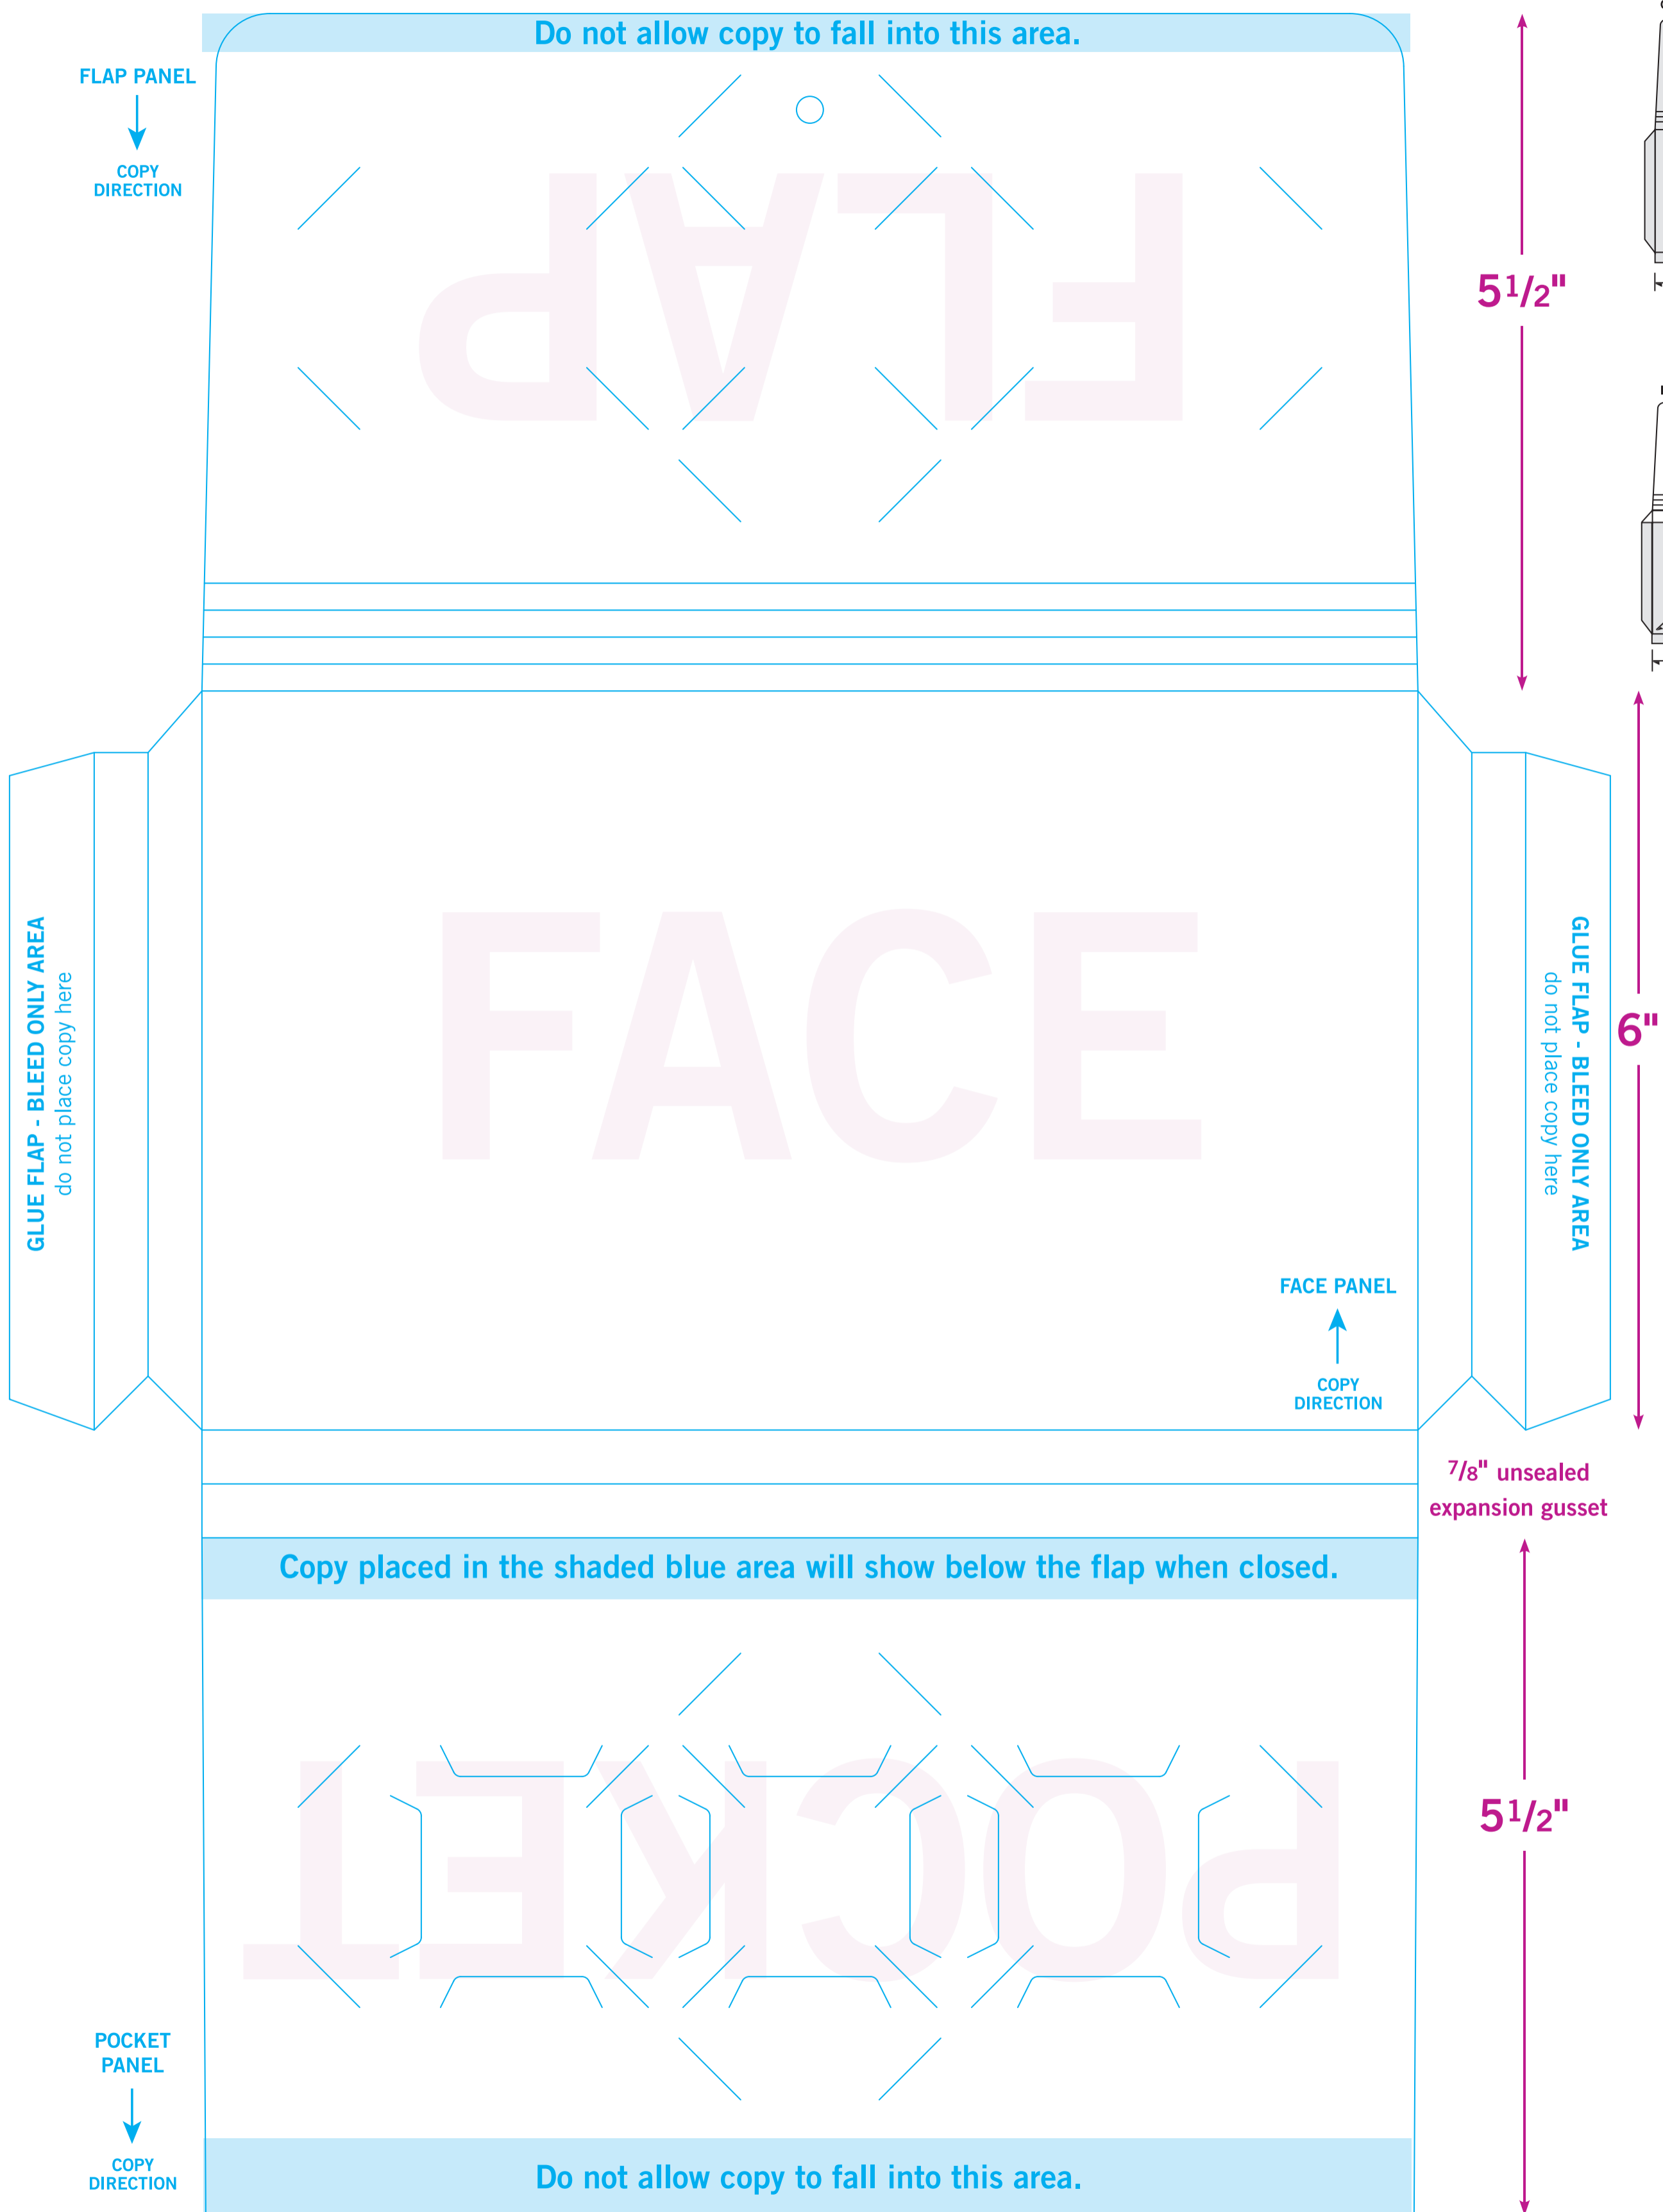 Do not allow copy to fall into this area.
FLAP PANEL
COPY
DIRECTION
FLAP
5 1/2"
FACE
GLUE FLAP - BLEED ONLY AREA
do not place copy here
GLUE FLAP - BLEED ONLY AREA
do not place copy here
6"
FACE PANEL
COPY
DIRECTION
7/8" unsealed
expansion gusset
Copy placed in the shaded blue area will show below the flap when closed.
POCKET
5 1/2"
POCKET
PANEL
COPY
DIRECTION
Do not allow copy to fall into this area.